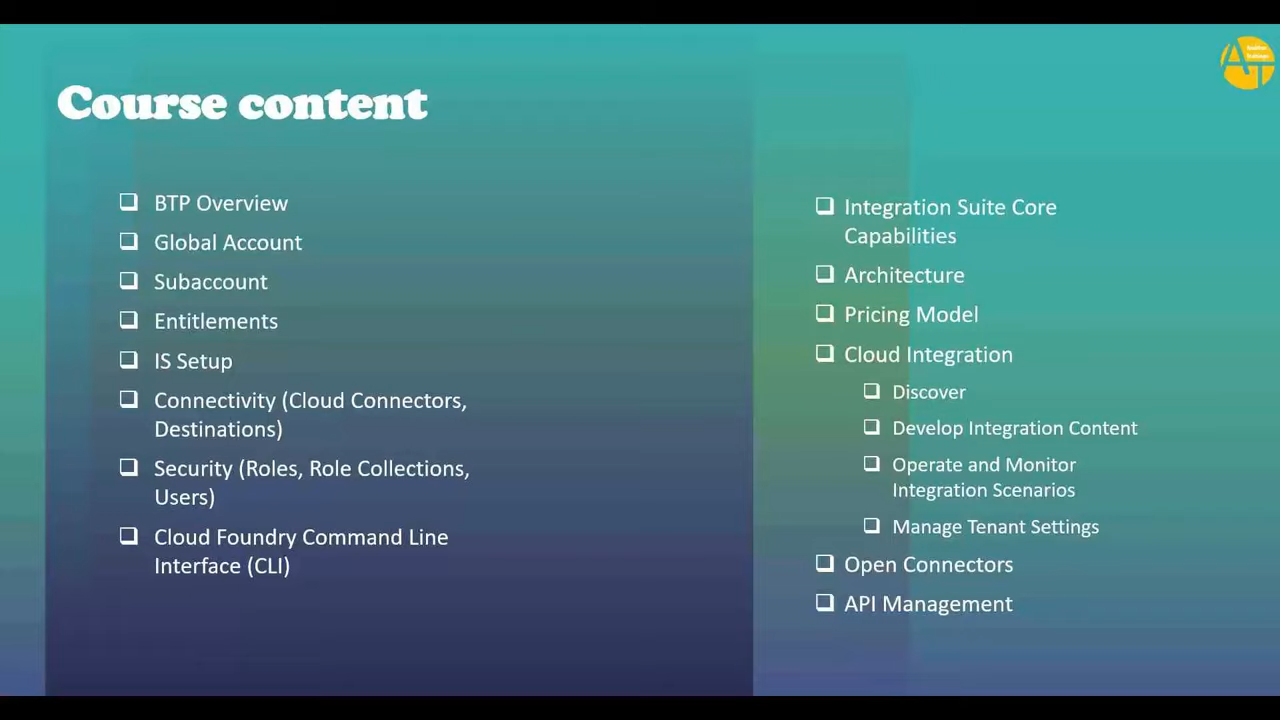 Course content
BTP Overview
Global Account
Subaccount
Entitlements
IS Setup
Connectivity (Cloud Connectors,
Destinations)
Security (Roles, Role Collections,
Users)
Cloud Foundry Command Line
Interface (CLI)
Integration Suite Core
Capabilities
Architecture
Pricing Model
Cloud Integration
Discover
Develop Integration Content
Operate and Monitor
Integration Scenarios
Manage Tenant Settings
Open Connectors
API Management
AT